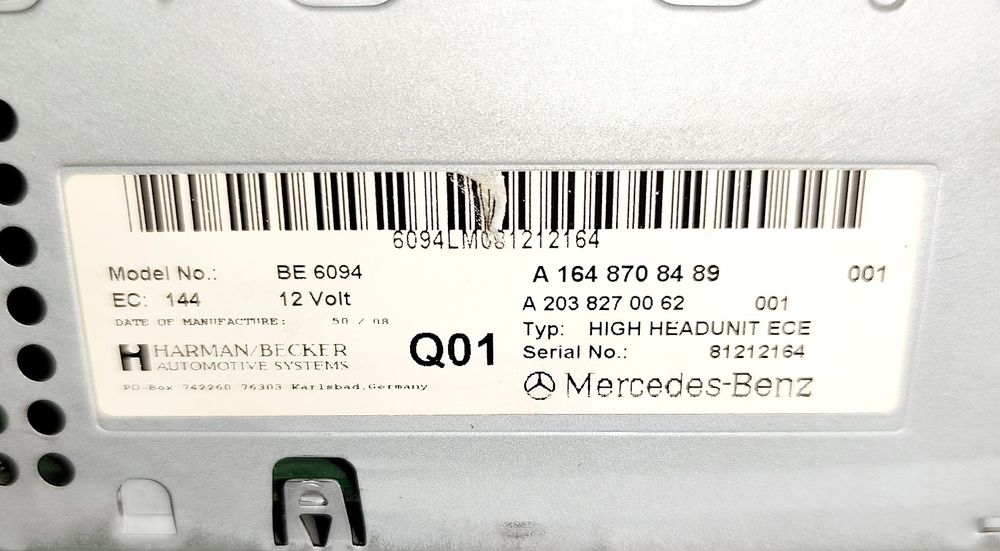 6094LM081212164
Model No.: BE 6094
EC: 144 12 Volt
DATE OF MANUFACTURE: 50 / 08
HARMAN/BECKER
AUTOMOTIVE SYSTEMS
PO-Box 742260 76303 Karlsbad,Germany
Q01
A 164 870 84 89 001
A 203 827 00 62 001
Typ: HIGH HEADUNIT ECE
Serial No.: 81212164
Mercedes-Benz